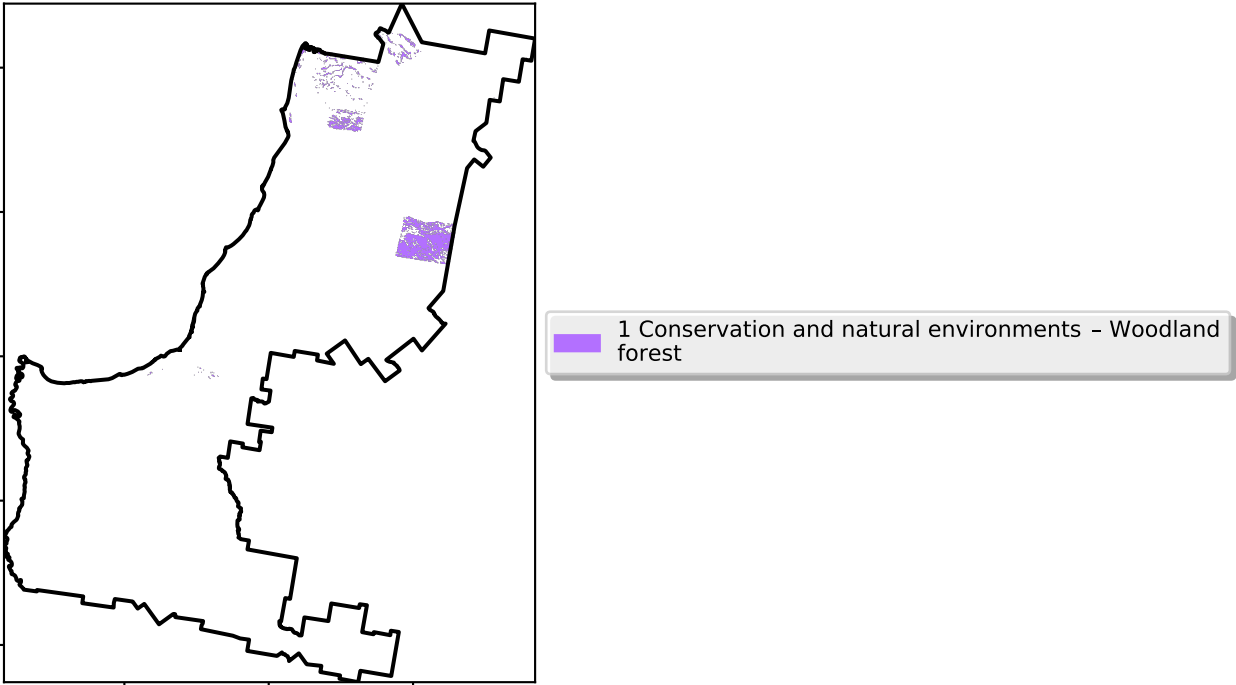 1 Conservation and natural environments – Woodland
forest